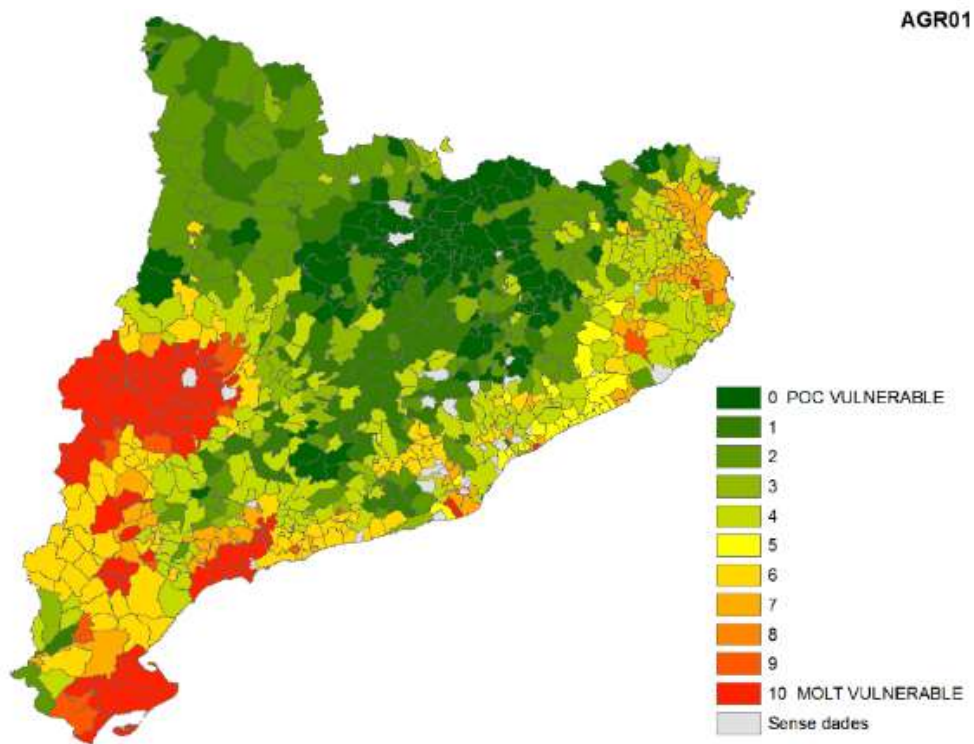 AGR01
0 POC VULNERABLE
1
2
3
4
5
6
7
8
9
10 MOLT VULNERABLE
Sense dades